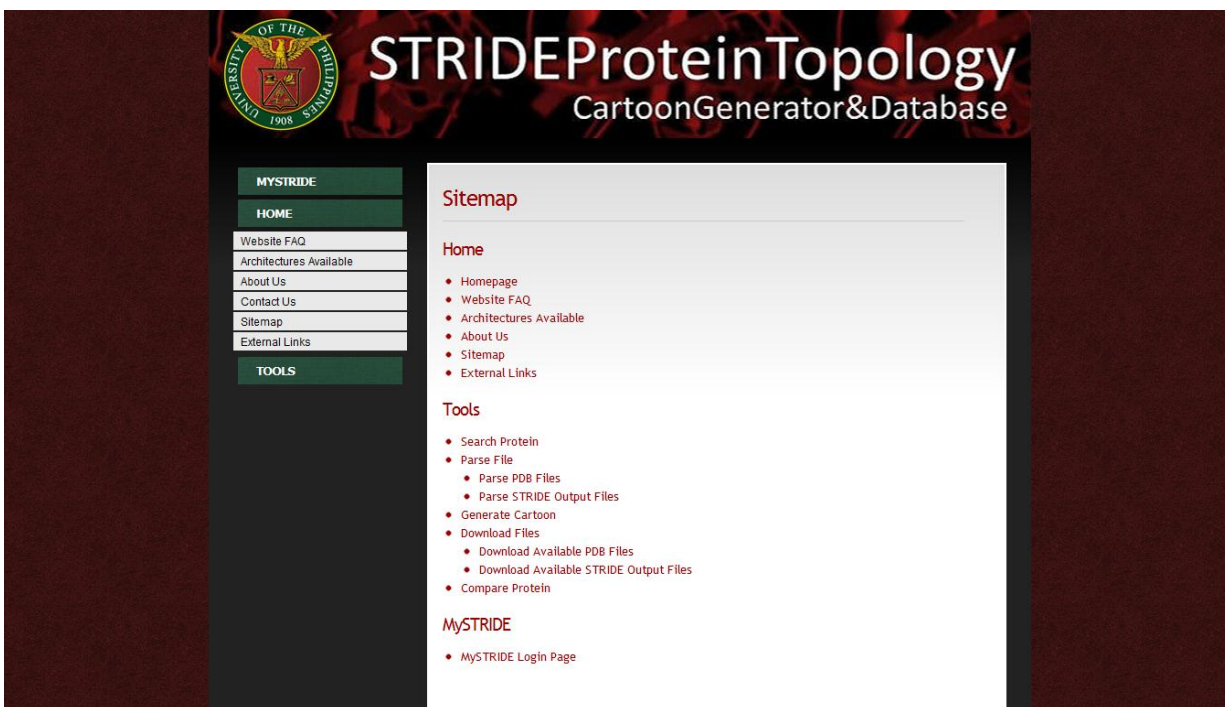 UNIVERSITY OF THE PHILIPPINES
1908
STRIDEProteinTopology
CartoonGenerator&Database
MYSTRIDE
HOME
Website FAQ
Architectures Available
About Us
Contact Us
Sitemap
External Links
TOOLS
Sitemap
Home
Homepage
Website FAQ
Architectures Available
About Us
Sitemap
External Links
Tools
Search Protein
Parse File
Parse PDB Files
Parse STRIDE Output Files
Generate Cartoon
Download Files
Download Available PDB Files
Download Available STRIDE Output Files
Compare Protein
MySTRIDE
MySTRIDE Login Page